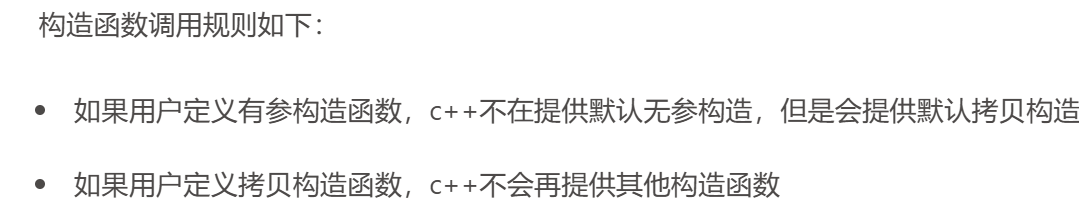 构造函数调用规则如下：
• 如果用户定义有参构造函数，c++不在提供默认无参构造，但是会提供默认拷贝构造
• 如果用户定义拷贝构造函数，c++不会再提供其他构造函数